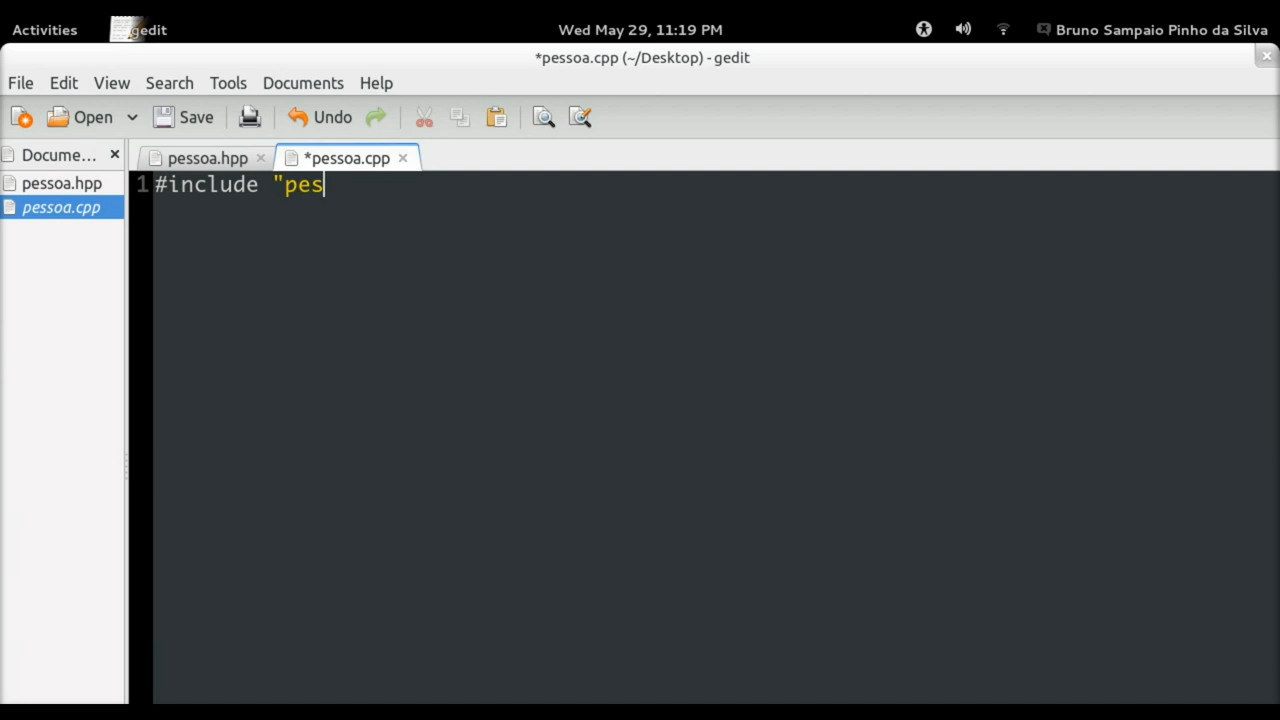 Activities gedit Wed May 29, 11:19 PM Bruno Sampaio Pinho da Silva
*pessoa.cpp (~/Desktop) - gedit
File Edit View Search Tools Documents Help
Open Save Undo
Docume... pessoa.hpp *pessoa.cpp
pessoa.hpp
pessoa.cpp
1 #include "pes